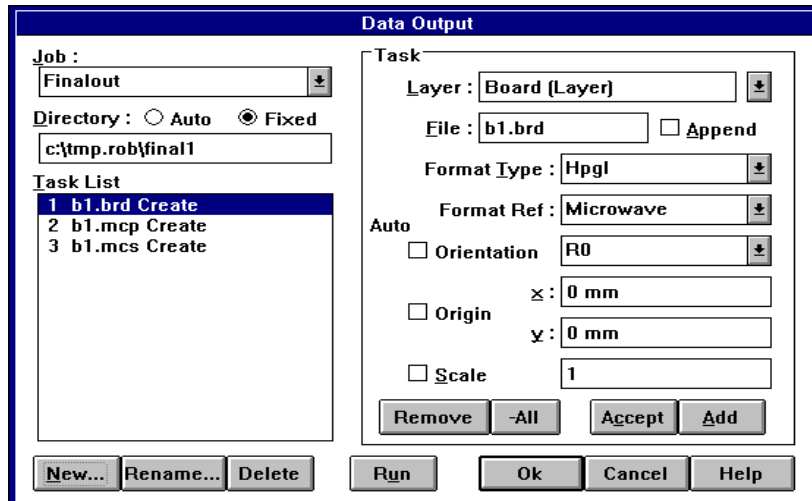 Data Output
Job :
Finalout
Directory : Auto Fixed
c:\tmp.rob\final1
Task List
1 b1.brd Create
2 b1.mcp Create
3 b1.mcs Create
Task
Layer : Board (Layer)
File : b1.brd Append
Format Type : Hpgl
Format Ref : Microwave
Auto
Orientation R0
Origin
x : 0 mm
y : 0 mm
Scale 1
Remove -All Accept Add
New... Rename... Delete Run Ok Cancel Help